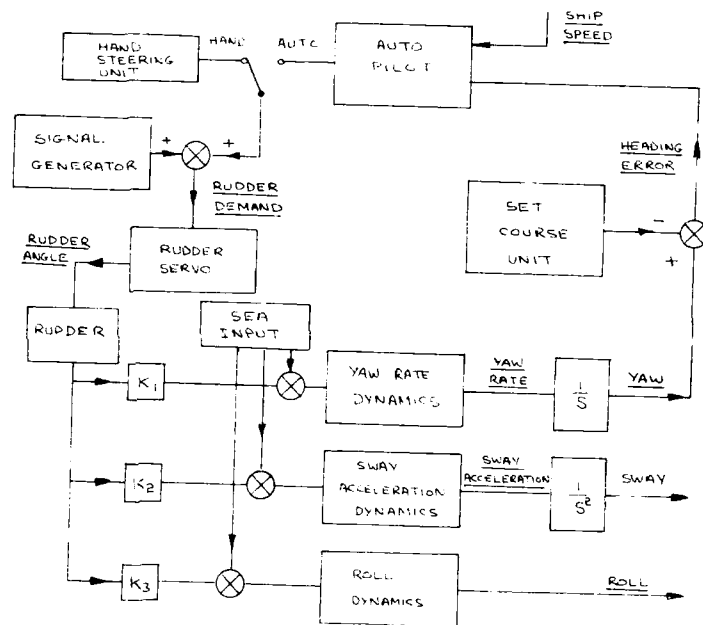 SHIP
SPEED
HAND
STEERING
UNIT
HAND
AUTO
AUTO
PILOT
SIGNAL
GENERATOR
+
+
RUDDER
DEMAND
HEADING
ERROR
SET
COURSE
UNIT
-
+
RUDDER
ANGLE
RUDDER
SERVO
RUDDER
SEA
INPUT
K1
YAW RATE
DYNAMICS
YAW
RATE
1
S
YAW
K2
SWAY
ACCELERATION
DYNAMICS
SWAY
ACCELERATION
1
S²
SWAY
K3
ROLL
DYNAMICS
ROLL